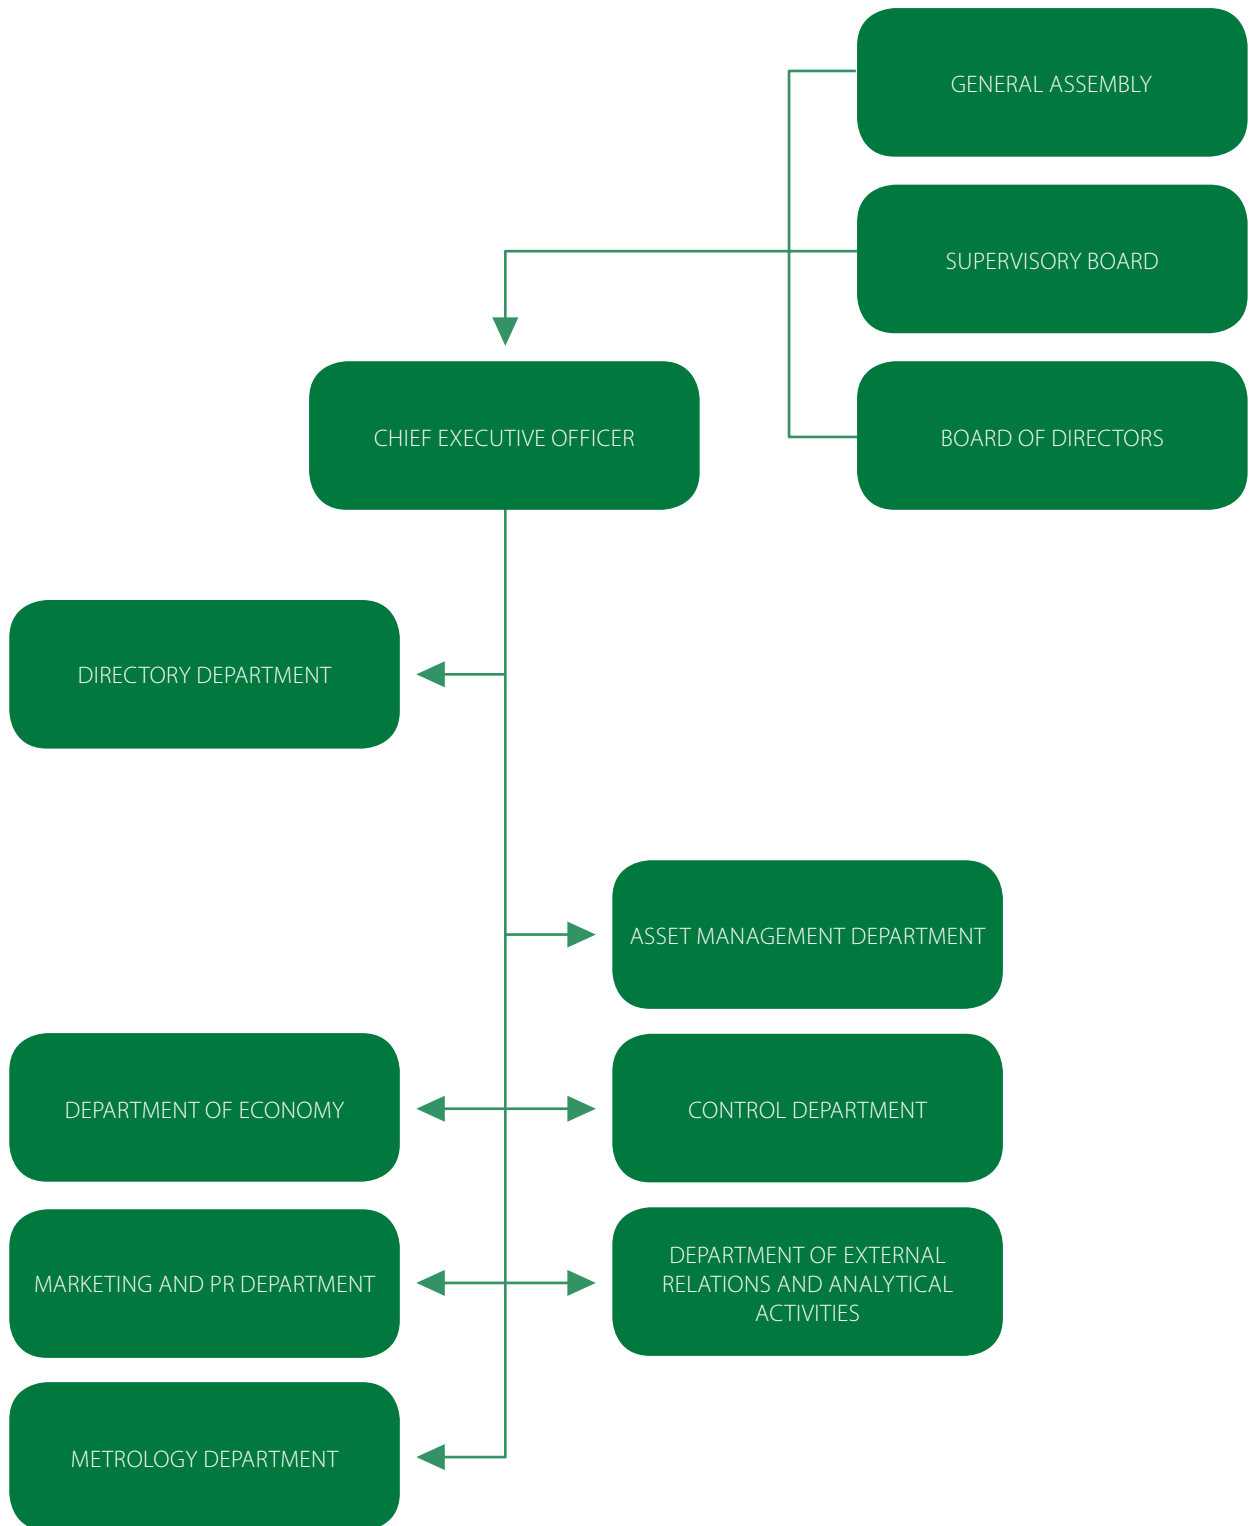 GENERAL ASSEMBLY
SUPERVISORY BOARD
CHIEF EXECUTIVE OFFICER
BOARD OF DIRECTORS
DIRECTORY DEPARTMENT
ASSET MANAGEMENT DEPARTMENT
DEPARTMENT OF ECONOMY
CONTROL DEPARTMENT
MARKETING AND PR DEPARTMENT
DEPARTMENT OF EXTERNAL
RELATIONS AND ANALYTICAL
ACTIVITIES
METROLOGY DEPARTMENT